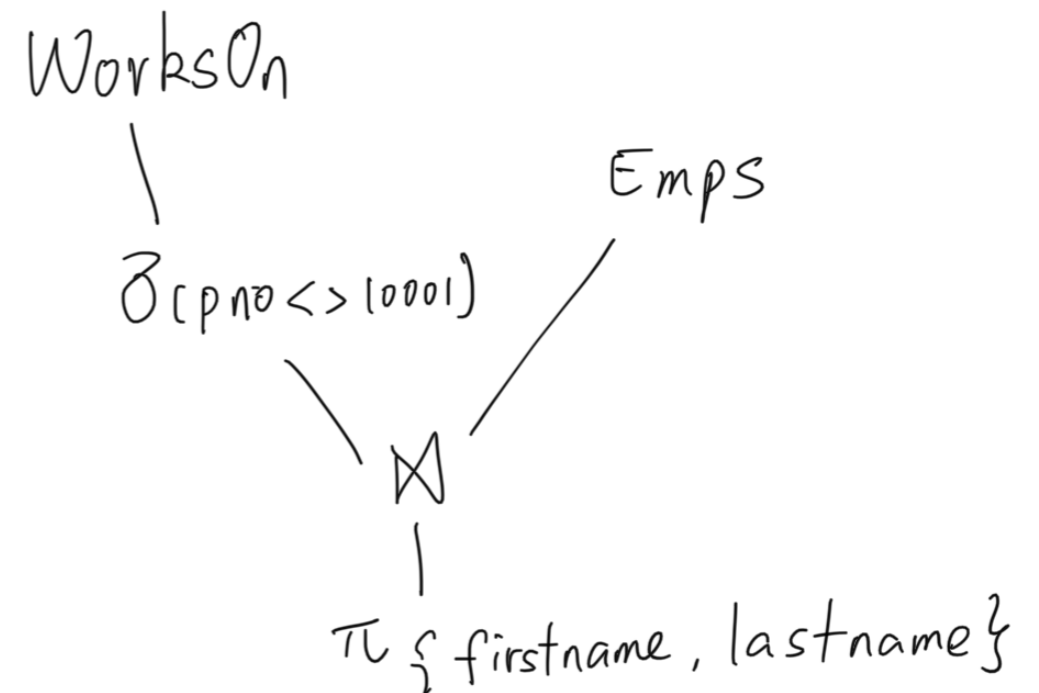 WorksOn
Emps
σ(pno<>10001)
⋈
π {firstname, lastname}